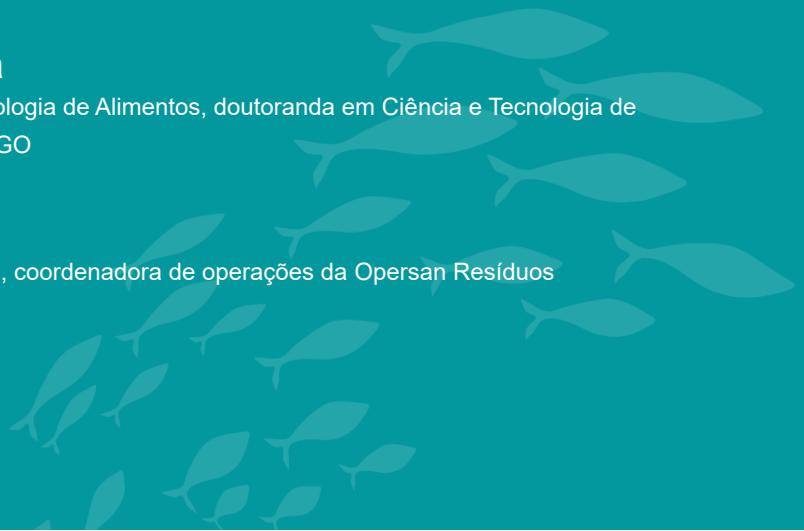 ologia de Alimentos, doutoranda em Ciência e Tecnologia de
GO
, coordenadora de operações da Opersan Resíduos